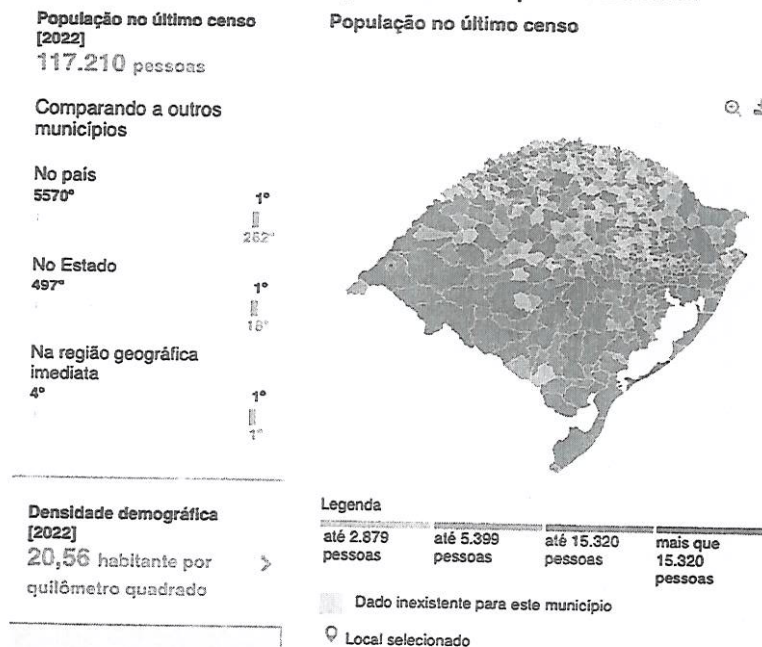 População no último censo
[2022]
117.210 pessoas
Comparando a outros
municípios
No país
5570º
1º
262º
No Estado
497º
1º
18º
Na região geográfica
imediata
4º
1º
1º
Densidade demográfica
[2022]
20,56 habitante por
quilômetro quadrado
População no último censo
Legenda
até 2.879
pessoas
até 5.399
pessoas
até 15.320
pessoas
mais que
15.320
pessoas
Dado inexistente para este município
Local selecionado